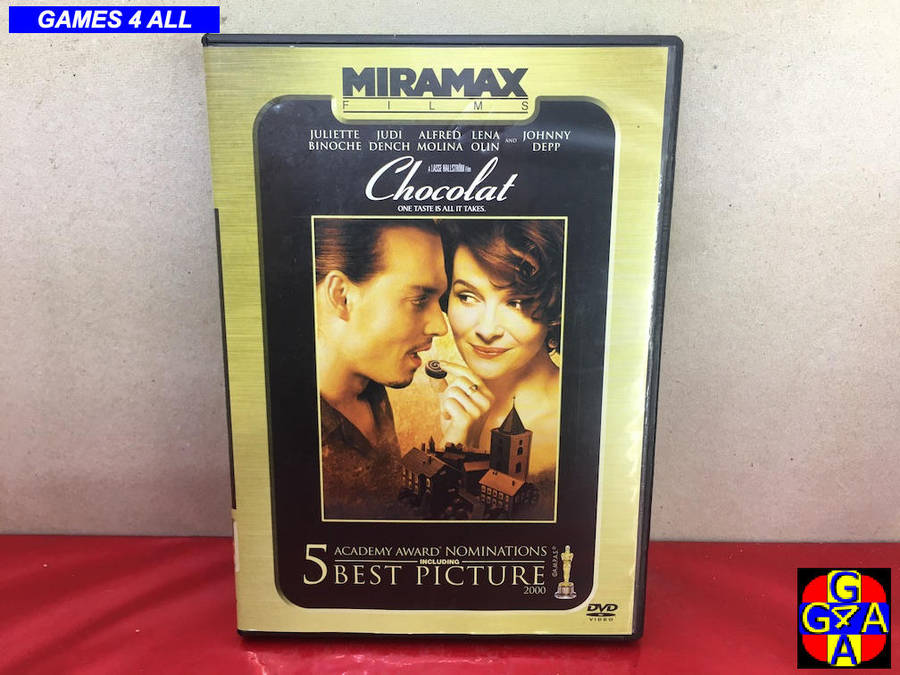 GAMES 4 ALL
MIRAMAX
FILMS
JULIETTE BINOCHE JUDI DENCH ALFRED MOLINA LENA OLIN AND JOHNNY DEPP
A LASSE HALLSTRÖM Film
Chocolat
ONE TASTE IS ALL IT TAKES.
5 ACADEMY AWARD® NOMINATIONS
INCLUDING
BEST PICTURE
2000
©A.M.P.A.S.®
DVD
VIDEO
G
G4A
A